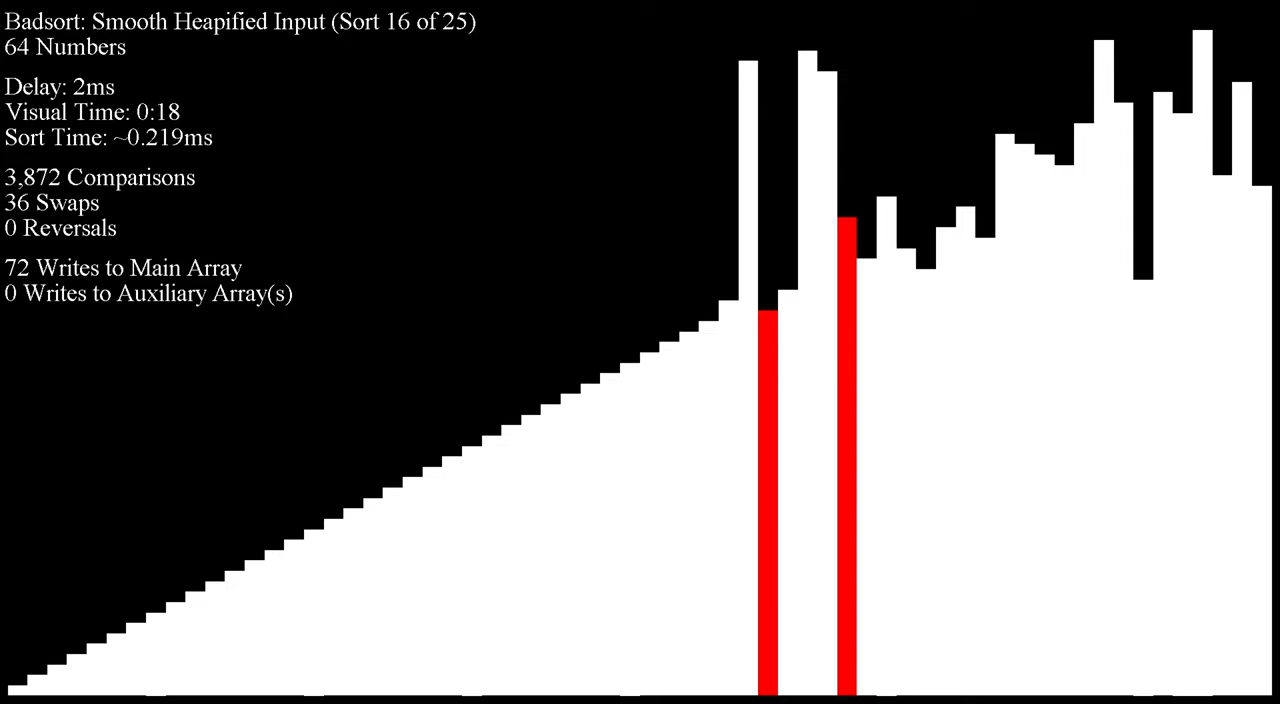 Badsort: Smooth Heapified Input (Sort 16 of 25)
64 Numbers
Delay: 2ms
Visual Time: 0:18
Sort Time: ~0.219ms
3,872 Comparisons
36 Swaps
0 Reversals
72 Writes to Main Array
0 Writes to Auxiliary Array(s)